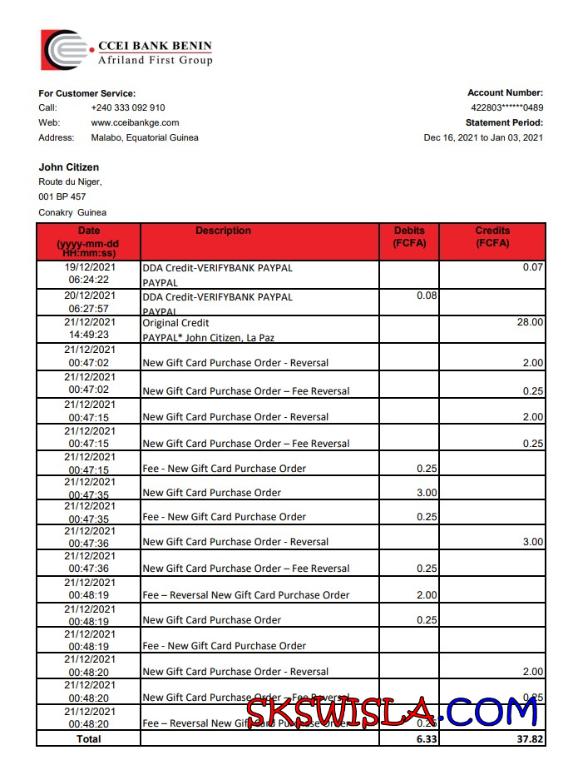 CCEI BANK BENIN
Afriland First Group
For Customer Service:
Call: +240 333 092 910
Web: www.cceibankge.com
Address: Malabo, Equatorial Guinea
Account Number:
422803******0489
Statement Period:
Dec 16, 2021 to Jan 03, 2021
John Citizen
Route du Niger,
001 BP 457
Conakry Guinea
Date (yyyy-mm-dd HH:mm:ss) Description Debits (FCFA) Credits (FCFA)
19/12/2021 06:24:22 DDA Credit-VERIFYBANK PAYPAL PAYPAL 0.07
20/12/2021 06:27:57 DDA Credit-VERIFYBANK PAYPAL PAYPAL 0.08
21/12/2021 14:49:23 Original Credit PAYPAL* John Citizen, La Paz 28.00
21/12/2021 00:47:02 New Gift Card Purchase Order - Reversal 2.00
21/12/2021 00:47:02 New Gift Card Purchase Order – Fee Reversal 0.25
21/12/2021 00:47:15 New Gift Card Purchase Order - Reversal 2.00
21/12/2021 00:47:15 New Gift Card Purchase Order – Fee Reversal 0.25
21/12/2021 00:47:15 Fee - New Gift Card Purchase Order 0.25
21/12/2021 00:47:35 New Gift Card Purchase Order 3.00
21/12/2021 00:47:35 Fee - New Gift Card Purchase Order 0.25
21/12/2021 00:47:36 New Gift Card Purchase Order - Reversal 3.00
21/12/2021 00:47:36 New Gift Card Purchase Order – Fee Reversal 0.25
21/12/2021 00:48:19 Fee – Reversal New Gift Card Purchase Order 2.00
21/12/2021 00:48:19 New Gift Card Purchase Order 0.25
21/12/2021 00:48:19 Fee - New Gift Card Purchase Order
21/12/2021 00:48:20 New Gift Card Purchase Order - Reversal 2.00
21/12/2021 00:48:20 New Gift Card Purchase Order – Fee Reversal 0.25
21/12/2021 00:48:20 Fee – Reversal New Gift Card Purchase Order 0.25
Total 6.33 37.82
SKSWISLA.COM